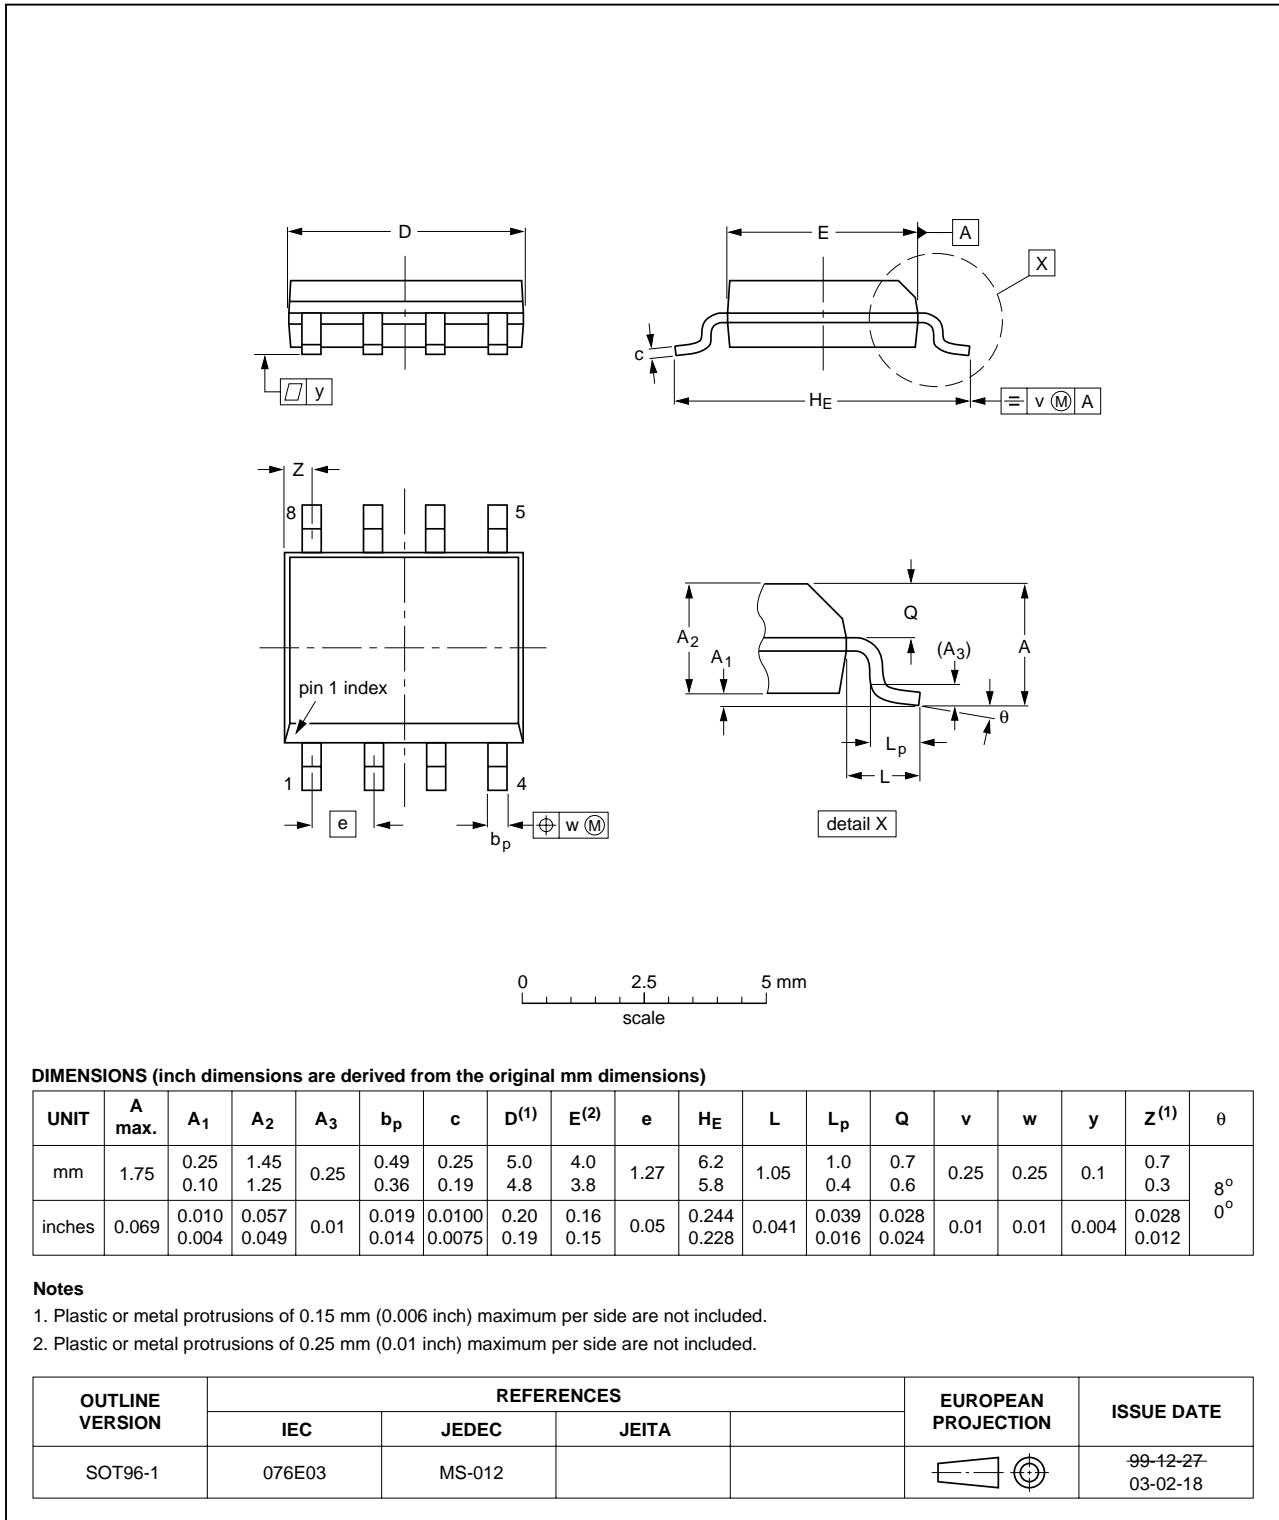 D
E
A
X
c
y
HE
= v M A
Z
8
5
pin 1 index
1
4
e
bp
w M
A2
A1
Q
(A3)
A
θ
Lp
L
detail X
0 2.5 5 mm
scale
DIMENSIONS (inch dimensions are derived from the original mm dimensions)
UNIT A max. A1 A2 A3 bp c D(1) E(2) e HE L Lp Q v w y Z(1) θ
mm 1.75 0.25 0.10 1.45 1.25 0.25 0.49 0.36 0.25 0.19 5.0 4.8 4.0 3.8 1.27 6.2 5.8 1.05 1.0 0.4 0.7 0.6 0.25 0.25 0.1 0.7 0.3 8° 0°
inches 0.069 0.010 0.004 0.057 0.049 0.01 0.019 0.014 0.0100 0.0075 0.20 0.19 0.16 0.15 0.05 0.244 0.228 0.041 0.039 0.016 0.028 0.024 0.01 0.01 0.004 0.028 0.012
Notes
1. Plastic or metal protrusions of 0.15 mm (0.006 inch) maximum per side are not included.
2. Plastic or metal protrusions of 0.25 mm (0.01 inch) maximum per side are not included.
OUTLINE VERSION REFERENCES EUROPEAN PROJECTION ISSUE DATE
IEC JEDEC JEITA
SOT96-1 076E03 MS-012 99-12-27
03-02-18